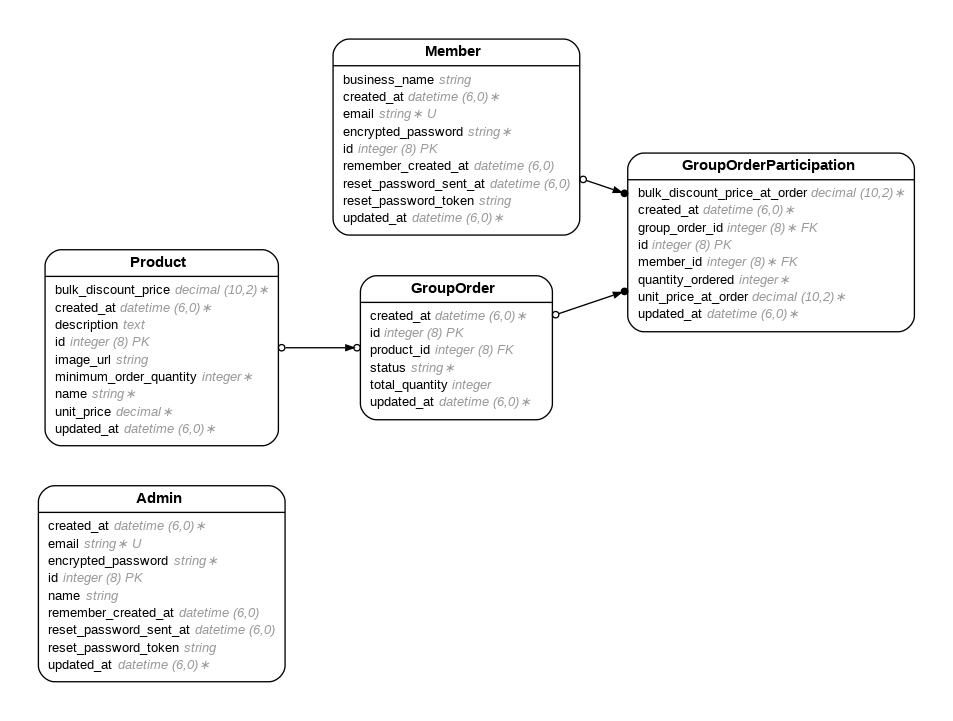 Member
business_name string
created_at datetime (6,0)∗
email string∗ U
encrypted_password string∗
id integer (8) PK
remember_created_at datetime (6,0)
reset_password_sent_at datetime (6,0)
reset_password_token string
updated_at datetime (6,0)∗
GroupOrderParticipation
bulk_discount_price_at_order decimal (10,2)∗
created_at datetime (6,0)∗
group_order_id integer (8)∗ FK
id integer (8) PK
member_id integer (8)∗ FK
quantity_ordered integer∗
unit_price_at_order decimal (10,2)∗
updated_at datetime (6,0)∗
Product
bulk_discount_price decimal (10,2)∗
created_at datetime (6,0)∗
description text
id integer (8) PK
image_url string
minimum_order_quantity integer∗
name string∗
unit_price decimal∗
updated_at datetime (6,0)∗
GroupOrder
created_at datetime (6,0)∗
id integer (8) PK
product_id integer (8) FK
status string∗
total_quantity integer
updated_at datetime (6,0)∗
Admin
created_at datetime (6,0)∗
email string∗ U
encrypted_password string∗
id integer (8) PK
name string
remember_created_at datetime (6,0)
reset_password_sent_at datetime (6,0)
reset_password_token string
updated_at datetime (6,0)∗